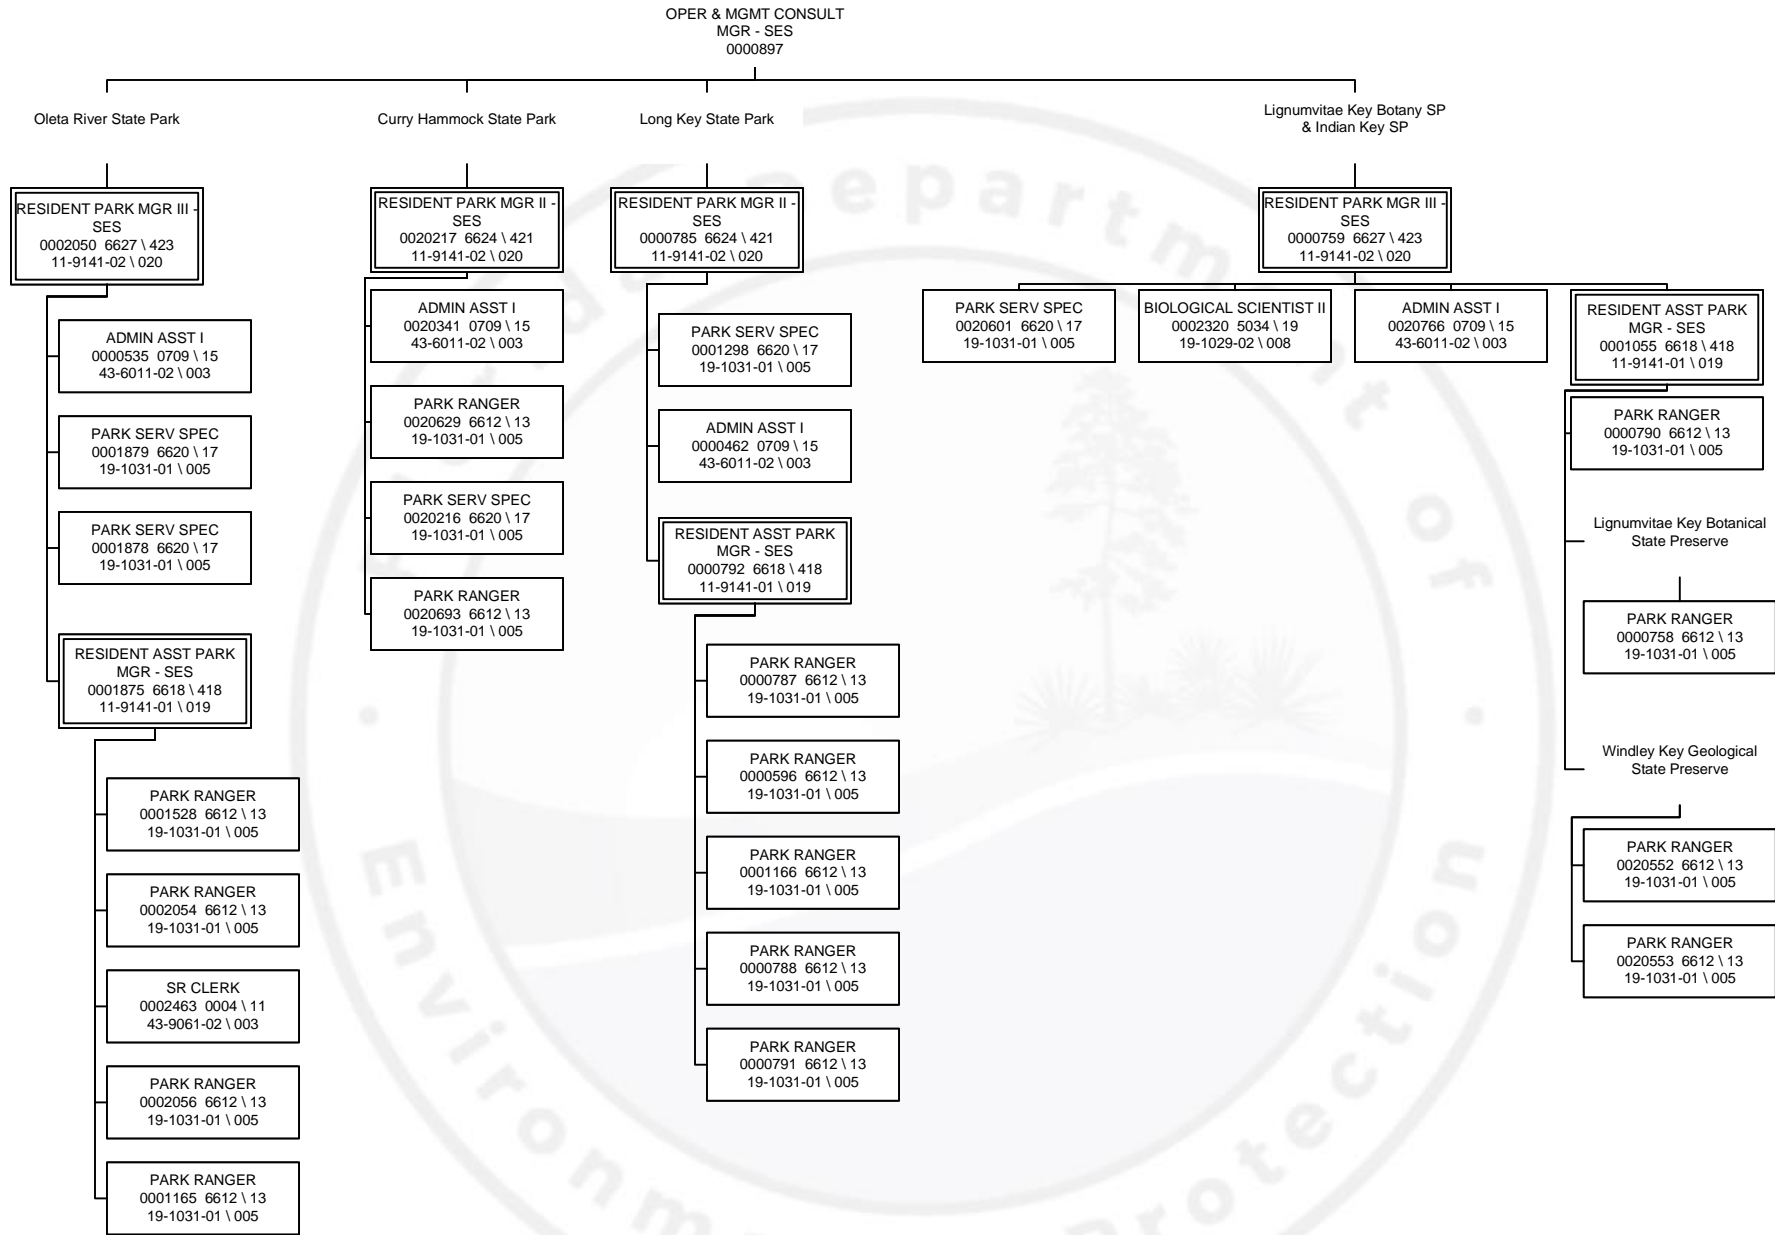 OPER & MGMT CONSULT
MGR - SES
0000897
Oleta River State Park
RESIDENT PARK MGR III -
SES
0002050 6627 \ 423
11-9141-02 \ 020
ADMIN ASST I
0000535 0709 \ 15
43-6011-02 \ 003
PARK SERV SPEC
0001879 6620 \ 17
19-1031-01 \ 005
PARK SERV SPEC
0001878 6620 \ 17
19-1031-01 \ 005
RESIDENT ASST PARK
MGR - SES
0001875 6618 \ 418
11-9141-01 \ 019
PARK RANGER
0001528 6612 \ 13
19-1031-01 \ 005
PARK RANGER
0002054 6612 \ 13
19-1031-01 \ 005
SR CLERK
0002463 0004 \ 11
43-9061-02 \ 003
PARK RANGER
0002056 6612 \ 13
19-1031-01 \ 005
PARK RANGER
0001165 6612 \ 13
19-1031-01 \ 005
Curry Hammock State Park
RESIDENT PARK MGR II -
SES
0020217 6624 \ 421
11-9141-02 \ 020
ADMIN ASST I
0020341 0709 \ 15
43-6011-02 \ 003
PARK RANGER
0020629 6612 \ 13
19-1031-01 \ 005
PARK SERV SPEC
0020216 6620 \ 17
19-1031-01 \ 005
PARK RANGER
0020693 6612 \ 13
19-1031-01 \ 005
Long Key State Park
RESIDENT PARK MGR II -
SES
0000785 6624 \ 421
11-9141-02 \ 020
PARK SERV SPEC
0001298 6620 \ 17
19-1031-01 \ 005
ADMIN ASST I
0000462 0709 \ 15
43-6011-02 \ 003
RESIDENT ASST PARK
MGR - SES
0000792 6618 \ 418
11-9141-01 \ 019
PARK RANGER
0000787 6612 \ 13
19-1031-01 \ 005
PARK RANGER
0000596 6612 \ 13
19-1031-01 \ 005
PARK RANGER
0001166 6612 \ 13
19-1031-01 \ 005
PARK RANGER
0000788 6612 \ 13
19-1031-01 \ 005
PARK RANGER
0000791 6612 \ 13
19-1031-01 \ 005
Lignumvitae Key Botany SP
& Indian Key SP
RESIDENT PARK MGR III -
SES
0000759 6627 \ 423
11-9141-02 \ 020
PARK SERV SPEC
0020601 6620 \ 17
19-1031-01 \ 005
BIOLOGICAL SCIENTIST II
0002320 5034 \ 19
19-1029-02 \ 008
ADMIN ASST I
0020766 0709 \ 15
43-6011-02 \ 003
RESIDENT ASST PARK
MGR - SES
0001055 6618 \ 418
11-9141-01 \ 019
PARK RANGER
0000790 6612 \ 13
19-1031-01 \ 005
Lignumvitae Key Botanical
State Preserve
PARK RANGER
0000758 6612 \ 13
19-1031-01 \ 005
Windley Key Geological
State Preserve
PARK RANGER
0020552 6612 \ 13
19-1031-01 \ 005
PARK RANGER
0020553 6612 \ 13
19-1031-01 \ 005
Department of
Protection